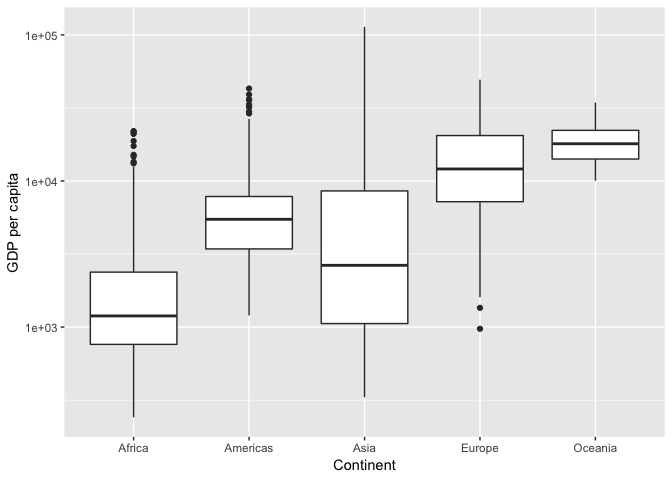 1e+05
1e+04
1e+03
GDP per capita
Africa
Americas
Asia
Europe
Oceania
Continent